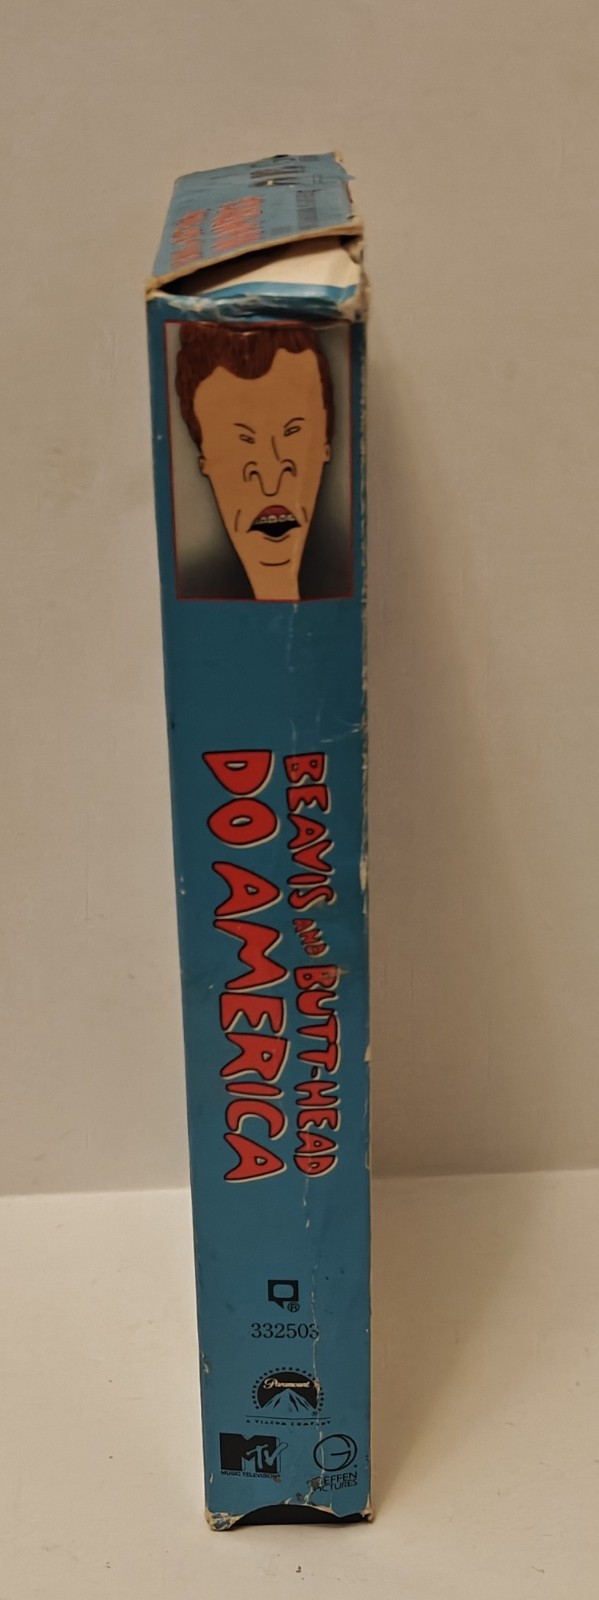 BEAVIS AND BUTT-HEAD
DO AMERICA
®
332503
Paramount
®
A VIACOM COMPANY
MTV
MUSIC TELEVISION®
GEFFEN
PICTURES